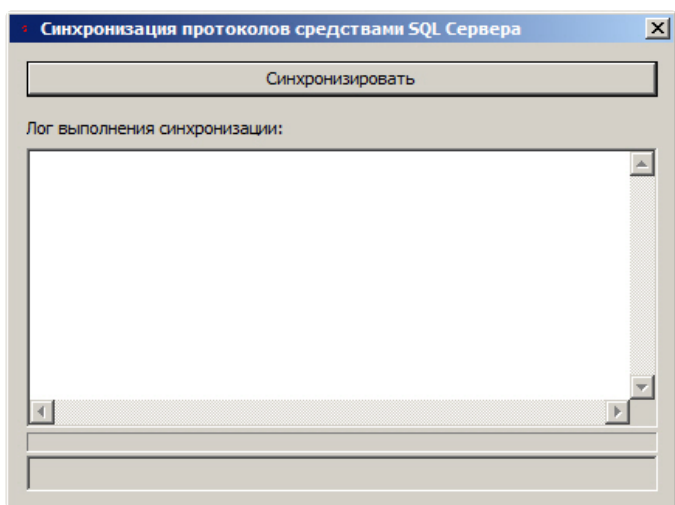 Синхронизация протоколов средствами SQL Сервера
Синхронизировать
Лог выполнения синхронизации: